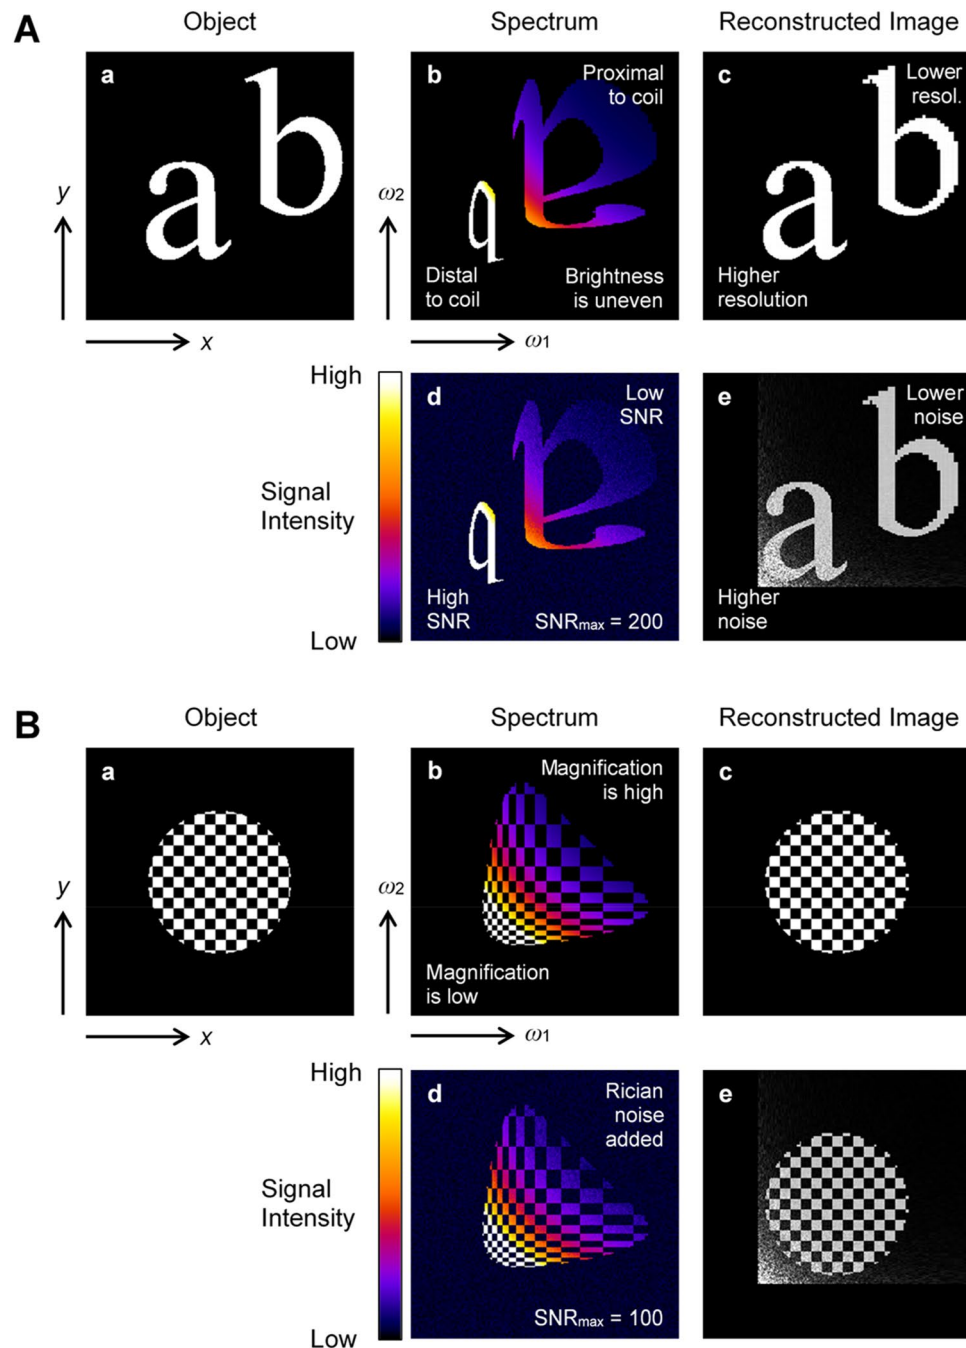 A
Object
Spectrum
Reconstructed Image
a
a b
y
x
b
Proximal
to coil
ω2
Distal
to coil
Brightness
is uneven
ω1
c
Lower
resol.
a b
Higher
resolution
High
Signal
Intensity
Low
d
Low
SNR
High
SNR
SNRmax = 200
e
Lower
noise
a b
Higher
noise
B
Object
Spectrum
Reconstructed Image
a
y
x
b
Magnification
is high
ω2
Magnification
is low
ω1
c
High
Signal
Intensity
Low
d
Rician
noise
added
SNRmax = 100
e